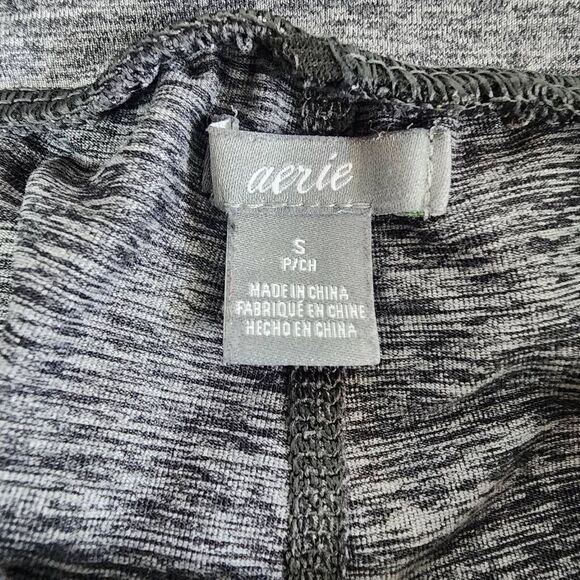 aerie
S
P/CH
MADE IN CHINA
FABRIQUÉ EN CHINE
HECHO EN CHINA